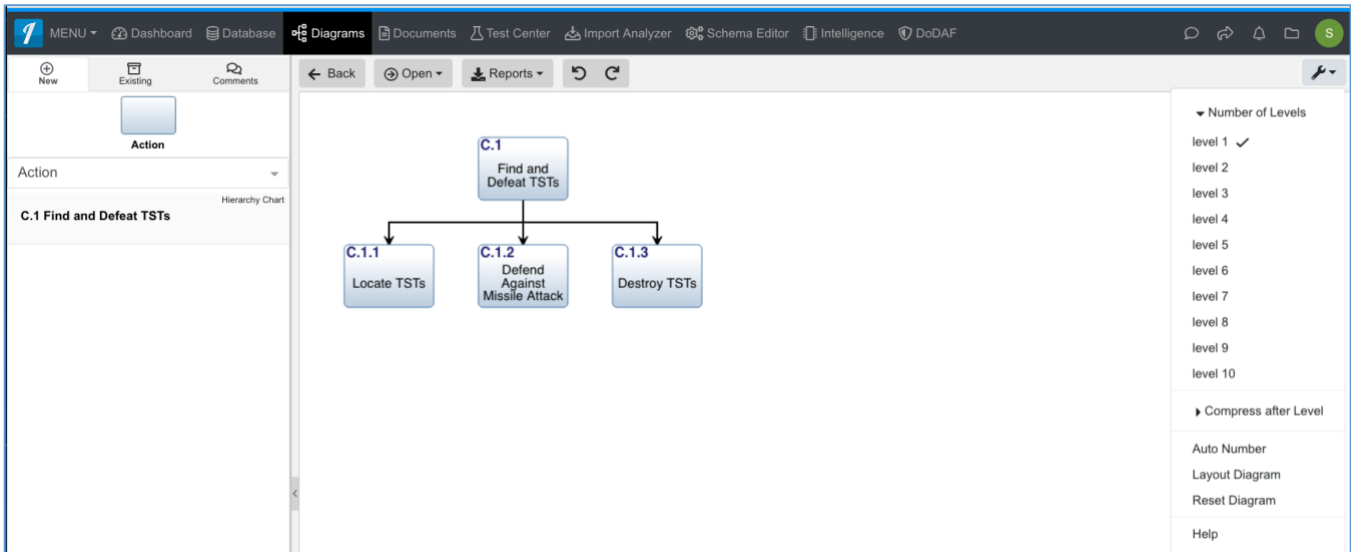 MENU Dashboard Database Diagrams Documents Test Center Import Analyzer Schema Editor Intelligence DoDAF S
New Existing Comments
Back Open Reports
Action
Action
Hierarchy Chart
C.1 Find and Defeat TSTs
C.1
Find and
Defeat TSTs
C.1.1
Locate TSTs
C.1.2
Defend
Against
Missile Attack
C.1.3
Destroy TSTs
Number of Levels
level 1
level 2
level 3
level 4
level 5
level 6
level 7
level 8
level 9
level 10
Compress after Level
Auto Number
Layout Diagram
Reset Diagram
Help